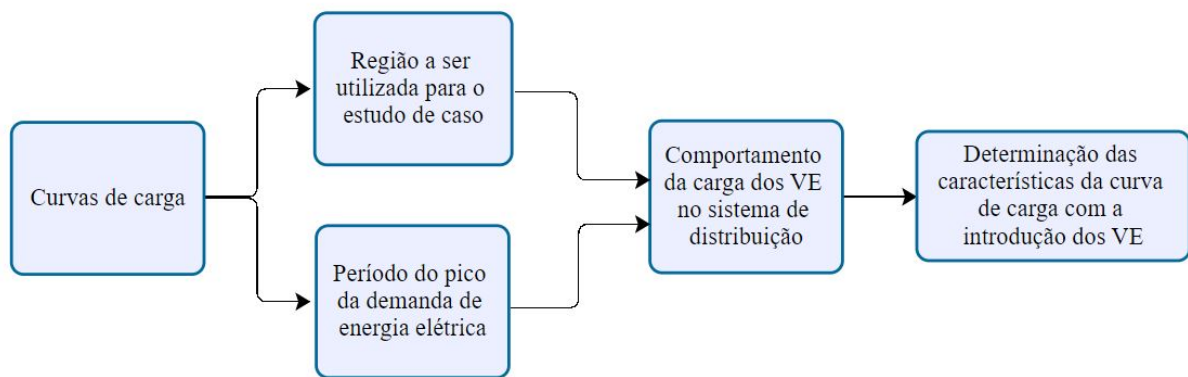 Curvas de carga
Região a ser
utilizada para o
estudo de caso
Período do pico
da demanda de
energia elétrica
Comportamento
da carga dos VE
no sistema de
distribuição
Determinação das
características da curva
de carga com a
introdução dos VE